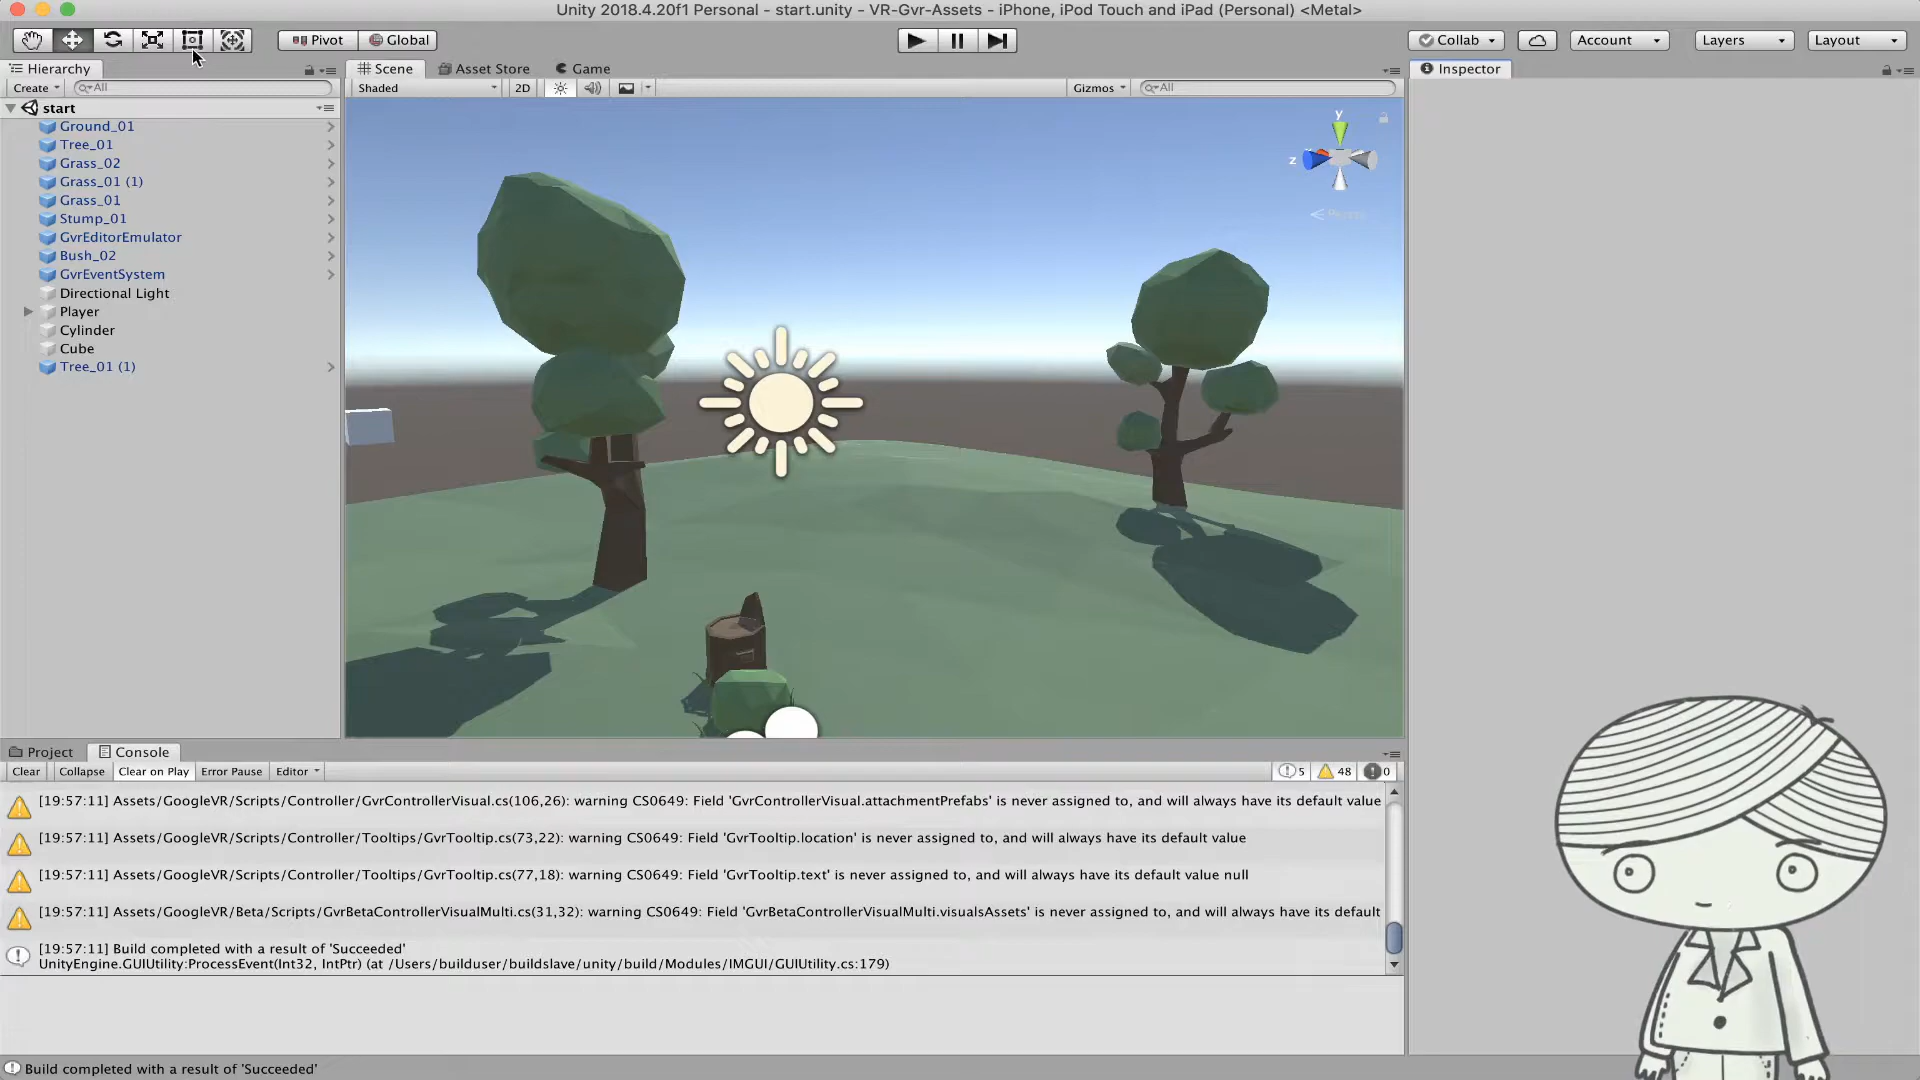 Unity 2018.4.20f1 Personal - start.unity - VR-Gvr-Assets - iPhone, iPod Touch and iPad (Personal) <Metal>
Pivot Global Collab Account Layers Layout
Hierarchy Scene Asset Store Game Inspector
Create All Shaded 2D Gizmos All
start
Ground_01
Tree_01
Grass_02
Grass_01 (1)
Grass_01
Stump_01
GvrEditorEmulator
Bush_02
GvrEventSystem
Directional Light
Player
Cylinder
Cube
Tree_01 (1)
y
z
Project Console
Clear Collapse Clear on Play Error Pause Editor 5 48 0
[19:57:11] Assets/GoogleVR/Scripts/Controller/GvrControllerVisual.cs(106,26): warning CS0649: Field 'GvrControllerVisual.attachmentPrefabs' is never assigned to, and will always have its default value
[19:57:11] Assets/GoogleVR/Scripts/Controller/Tooltips/GvrTooltip.cs(73,22): warning CS0649: Field 'GvrTooltip.location' is never assigned to, and will always have its default value
[19:57:11] Assets/GoogleVR/Scripts/Controller/Tooltips/GvrTooltip.cs(77,18): warning CS0649: Field 'GvrTooltip.text' is never assigned to, and will always have its default value null
[19:57:11] Assets/GoogleVR/Beta/Scripts/GvrBetaControllerVisualMulti.cs(31,32): warning CS0649: Field 'GvrBetaControllerVisualMulti.visualsAssets' is never assigned to, and will always have its default
[19:57:11] Build completed with a result of 'Succeeded'
UnityEngine.GUIUtility:ProcessEvent(Int32, IntPtr) (at /Users/builduser/buildslave/unity/build/Modules/IMGUI/GUIUtility.cs:179)
Build completed with a result of 'Succeeded'